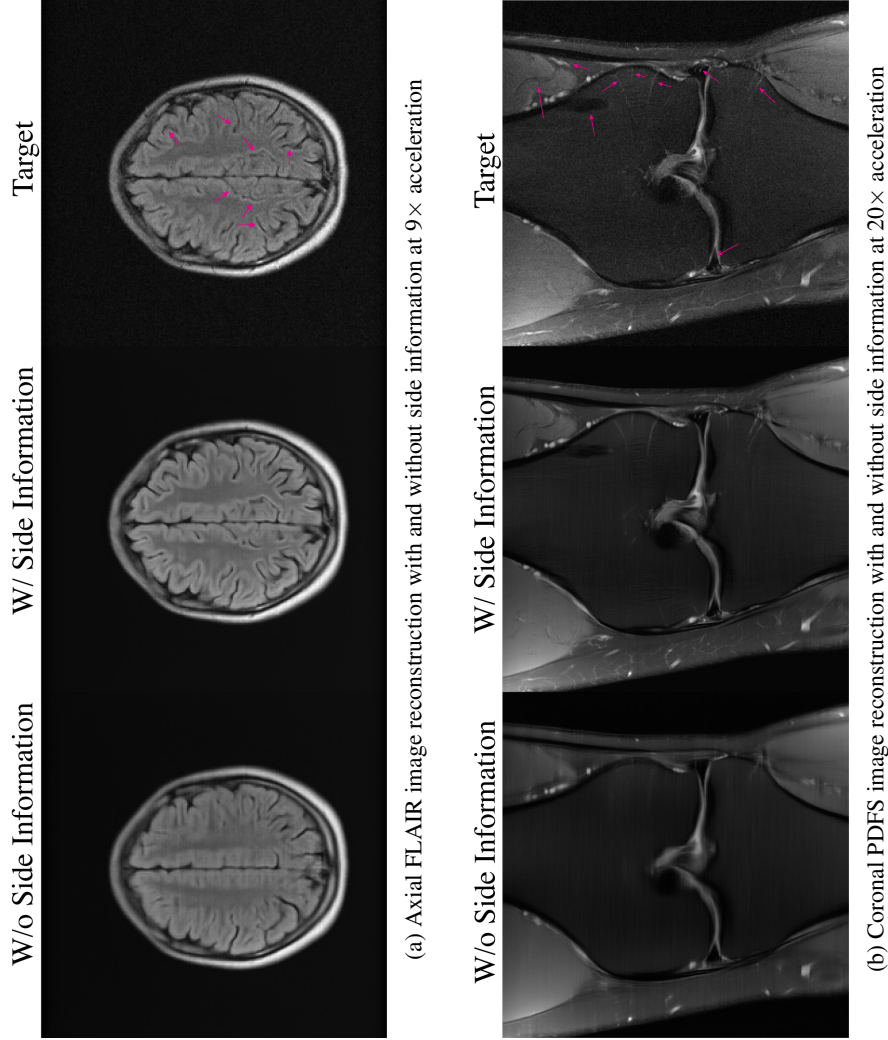 W/o Side Information
W/ Side Information
Target
(a) Axial FLAIR image reconstruction with and without side information at 9× acceleration
W/o Side Information
W/ Side Information
Target
(b) Coronal PDFS image reconstruction with and without side information at 20× acceleration